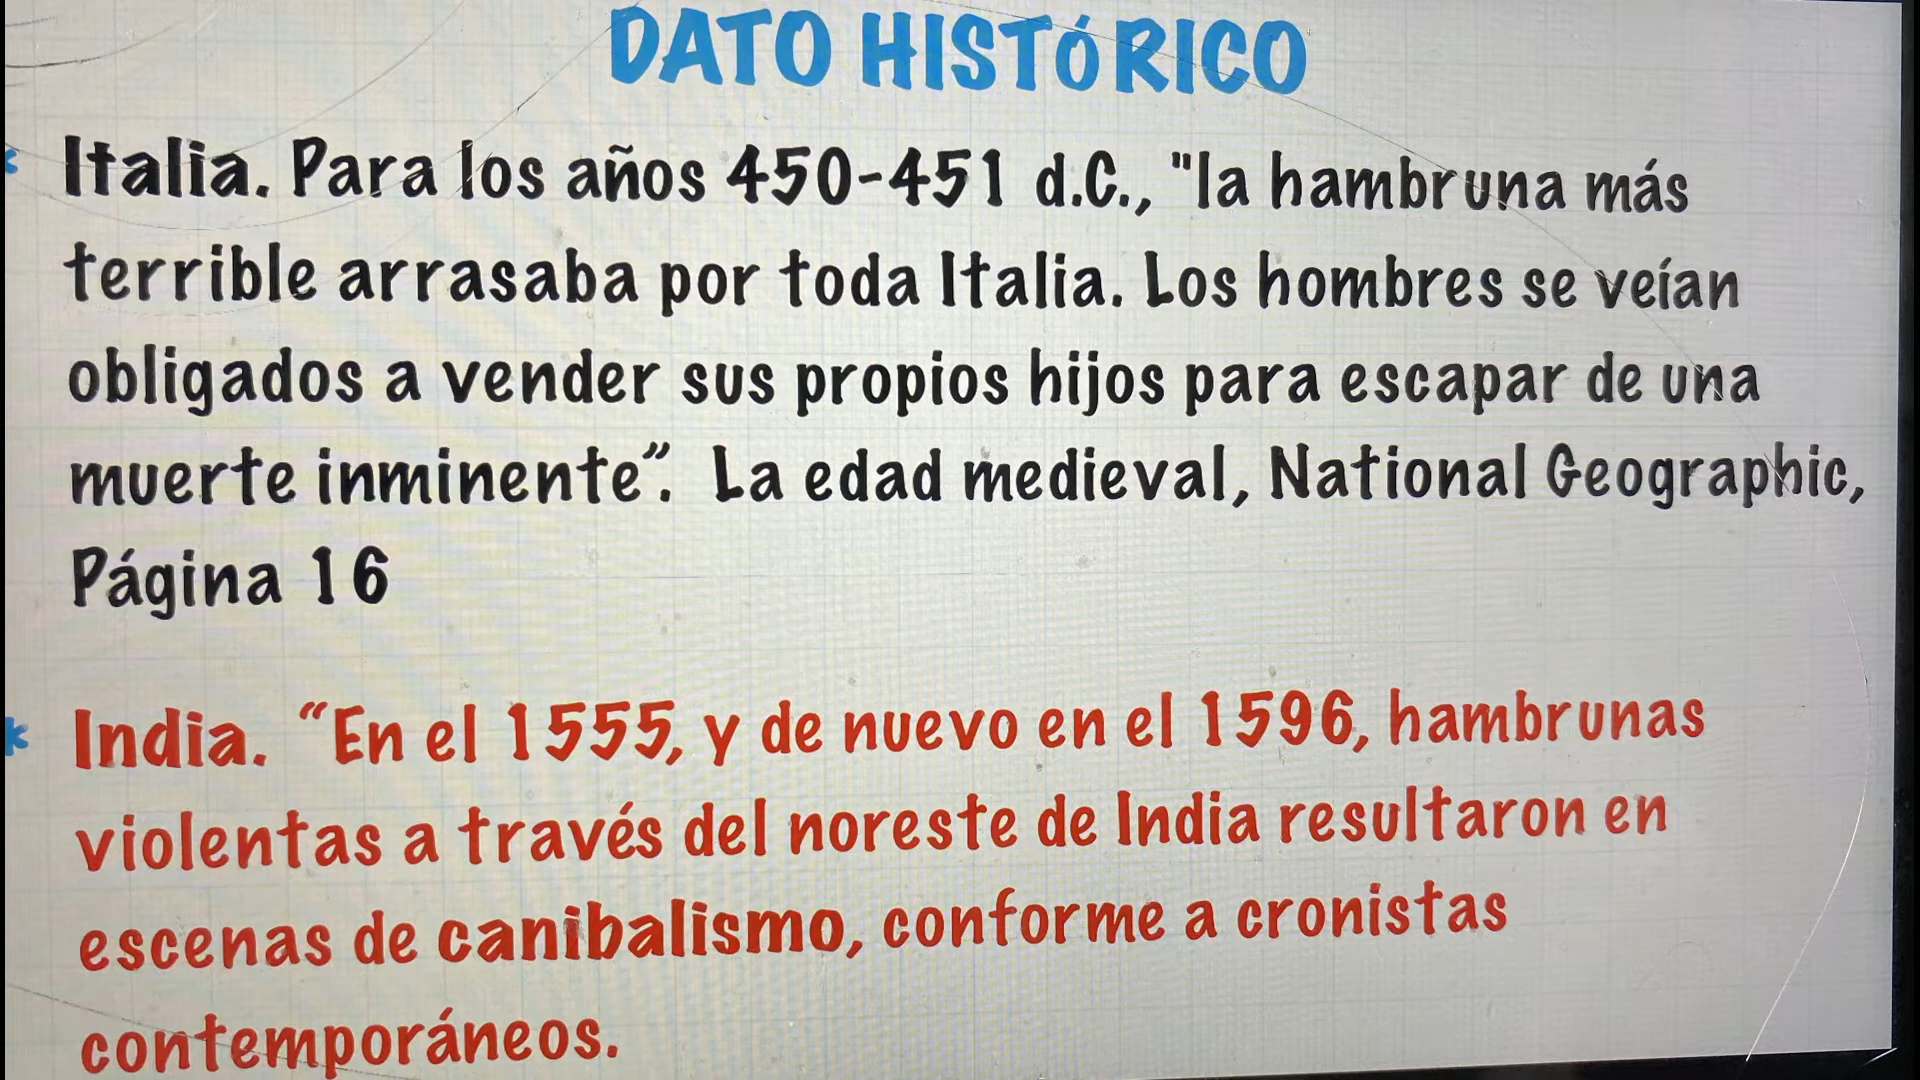 DATO HISTÓRICO
Italia. Para los años 450-451 d.C., "la hambruna más
terrible arrasaba por toda Italia. Los hombres se veían
obligados a vender sus propios hijos para escapar de una
muerte inminente”. La edad medieval, National Geographic,
Página 16
India. “En el 1555, y de nuevo en el 1596, hambrunas
violentas a través del noreste de India resultaron en
escenas de canibalismo, conforme a cronistas
contemporáneos.